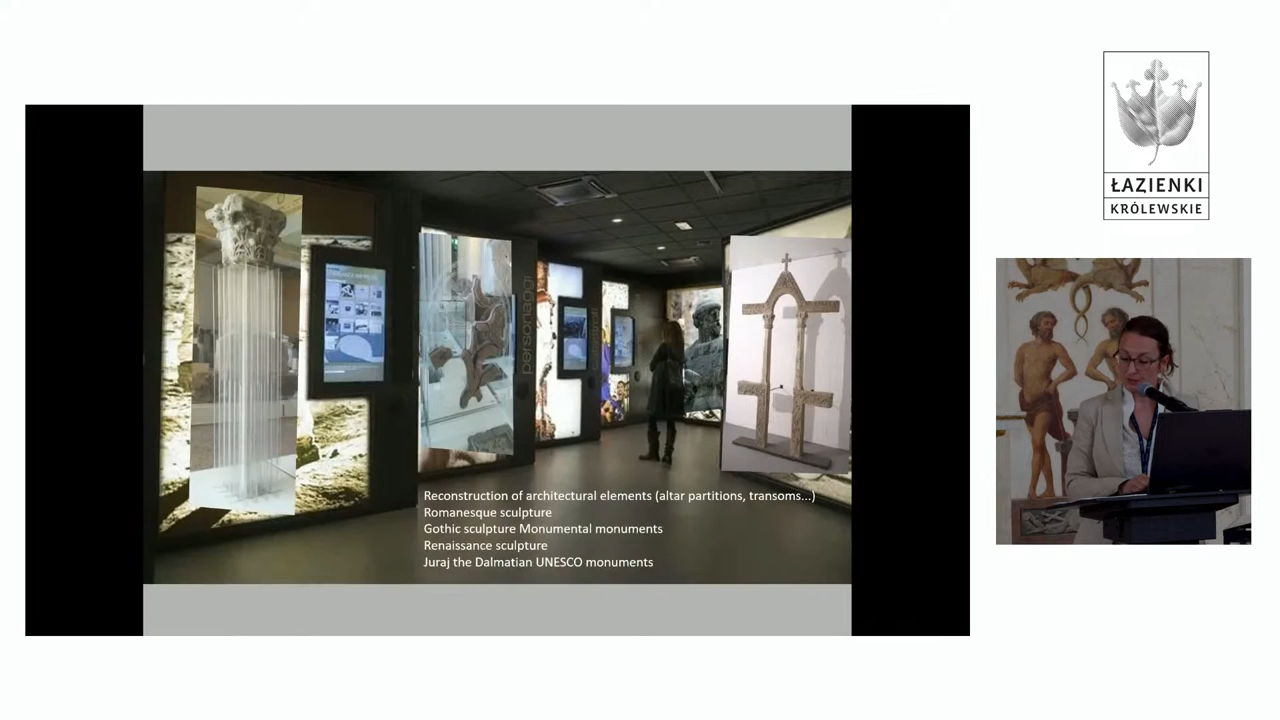 ŁAZIENKI
KRÓLEWSKIE
personaggi
Reconstruction of architectural elements (altar partitions, transoms...)
Romanesque sculpture
Gothic sculpture Monumental monuments
Renaissance sculpture
Juraj the Dalmatian UNESCO monuments